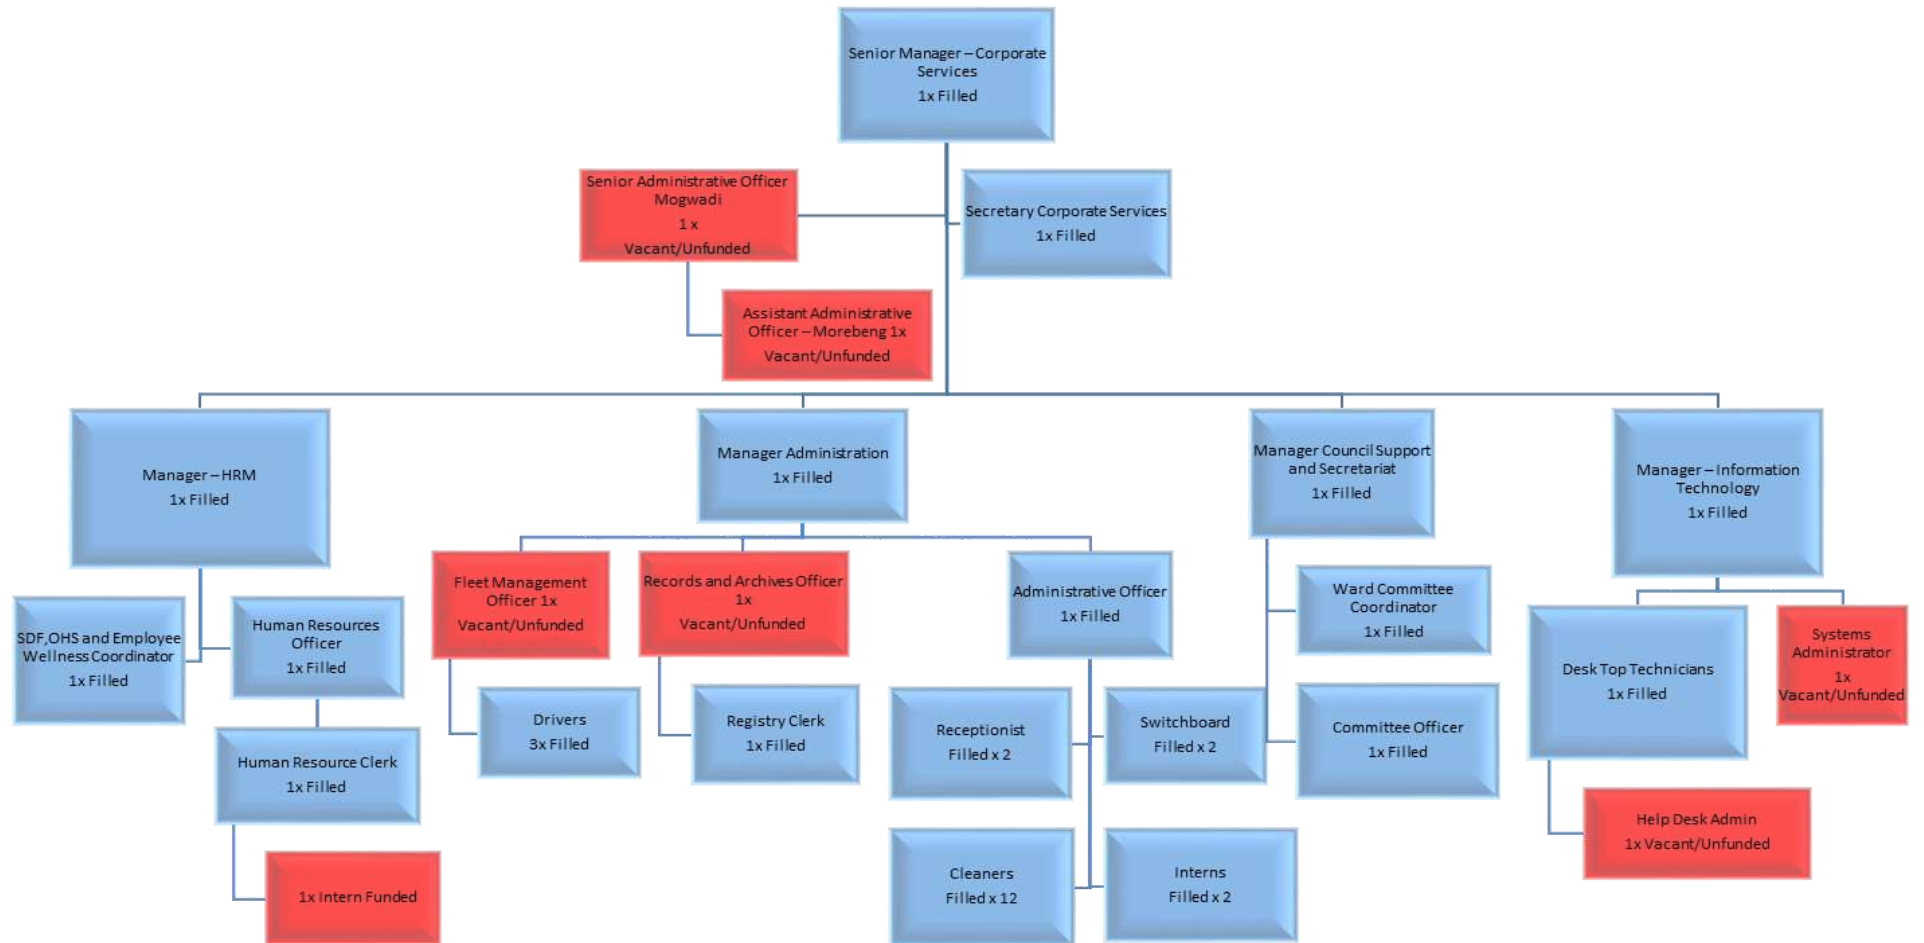 Senior Manager – Corporate
Services
1x Filled
Senior Administrative Officer
Mogwadi
1 x
Vacant/Unfunded
Secretary Corporate Services
1x Filled
Assistant Administrative
Officer – Morebeng 1x
Vacant/Unfunded
Manager – HRM
1x Filled
Manager Administration
1x Filled
Manager Council Support
and Secretariat
1x Filled
Manager – Information
Technology
1x Filled
SDF,OHS and Employee
Wellness Coordinator
1x Filled
Human Resources
Officer
1x Filled
Human Resource Clerk
1x Filled
1x Intern Funded
Fleet Management
Officer 1x
Vacant/Unfunded
Drivers
3x Filled
Records and Archives Officer
1x
Vacant/Unfunded
Registry Clerk
1x Filled
Administrative Officer
1x Filled
Receptionist
Filled x 2
Switchboard
Filled x 2
Cleaners
Filled x 12
Interns
Filled x 2
Ward Committee
Coordinator
1x Filled
Committee Officer
1x Filled
Desk Top Technicians
1x Filled
Systems
Administrator
1x
Vacant/Unfunded
Help Desk Admin
1x Vacant/Unfunded